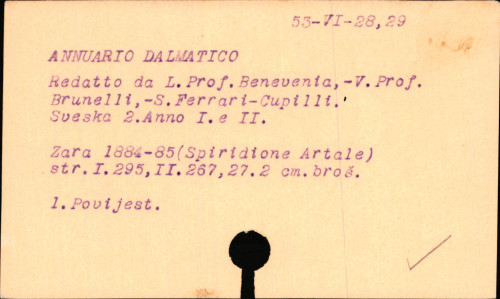 53-VI-28,29
ANNUARIO DALMATICO
Redatto da L.Prof.Benevenia,-V.Prof.
Brunelli,-S.Ferrari-Cupilli.'
Sveska 2.Anno I.e II.
Zara 1884-85(Spiridione Artale)
str.I.295,II.267,27.2 cm.broš.
1.Povijest.